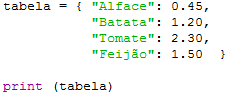 tabela = { "Alface": 0.45,
"Batata": 1.20,
"Tomate": 2.30,
"Feijão": 1.50 }
print (tabela)